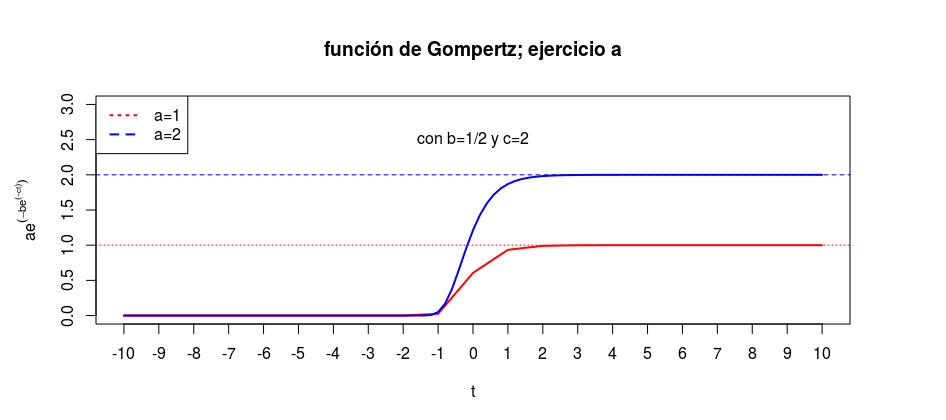 función de Gompertz; ejercicio a
a=1
a=2
con b=1/2 y c=2
3.0
2.5
2.0
1.5
1.0
0.5
0.0
ae^(−be^(−ct))
-10 -9 -8 -7 -6 -5 -4 -3 -2 -1 0 1 2 3 4 5 6 7 8 9 10
t